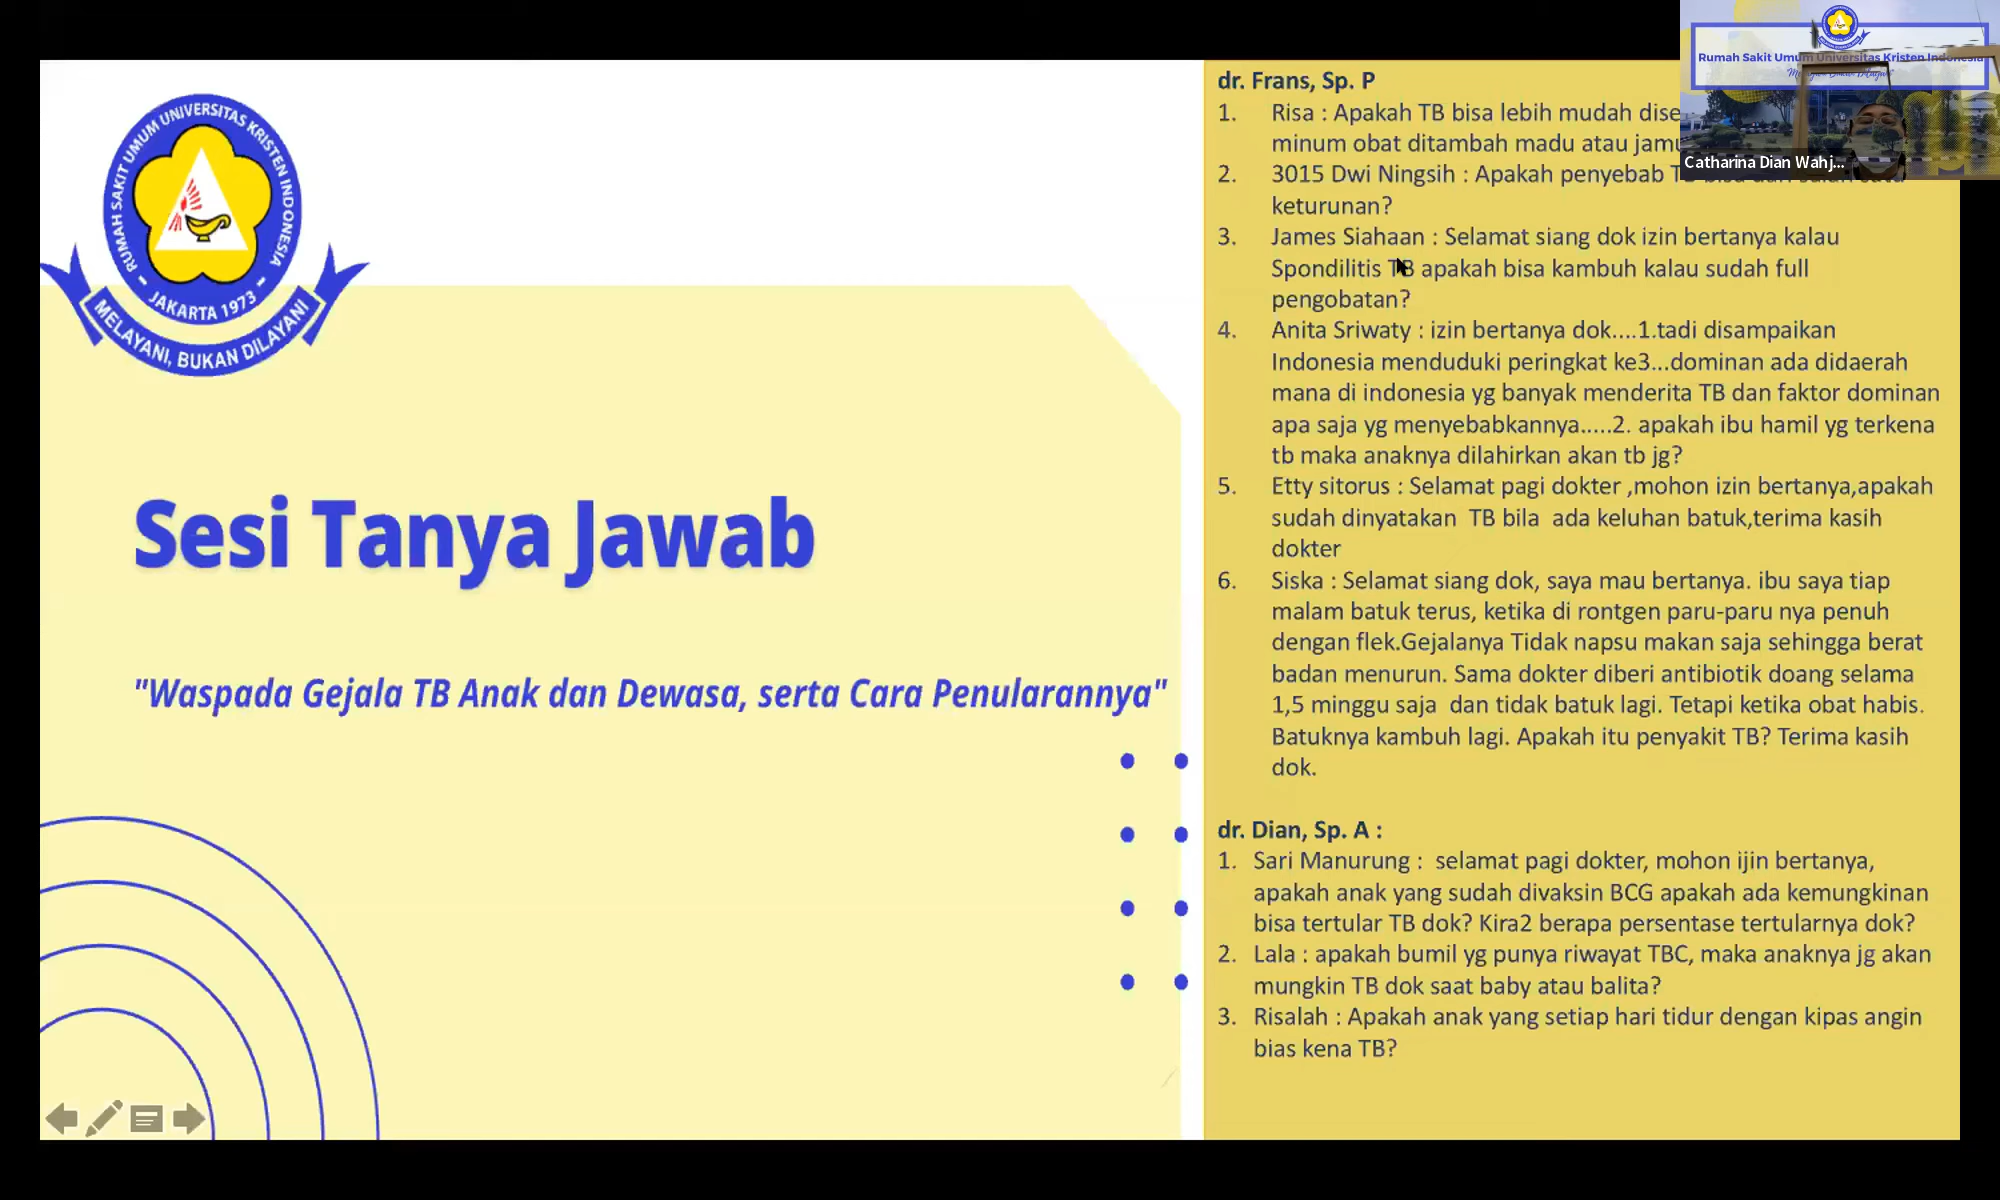 RUMAH SAKIT UMUM UNIVERSITAS KRISTEN INDONESIA
JAKARTA 1973
MELAYANI, BUKAN DILAYANI
Sesi Tanya Jawab
"Waspada Gejala TB Anak dan Dewasa, serta Cara Penularannya"
dr. Frans, Sp. P
1. Risa : Apakah TB bisa lebih mudah
minum obat ditambah madu atau
2. 3015 Dwi Ningsih : Apakah penyebab
keturunan?
3. James Siahaan : Selamat siang dok izin bertanya kalau
Spondilitis TB apakah bisa kambuh kalau sudah full
pengobatan?
4. Anita Sriwaty : izin bertanya dok....1.tadi disampaikan
Indonesia menduduki peringkat ke3...dominan ada didaerah
mana di indonesia yg banyak menderita TB dan faktor dominan
apa saja yg menyebabkannya.....2. apakah ibu hamil yg terkena
tb maka anaknya dilahirkan akan tb jg?
5. Etty sitorus : Selamat pagi dokter ,mohon izin bertanya,apakah
sudah dinyatakan TB bila ada keluhan batuk,terima kasih
dokter
6. Siska : Selamat siang dok, saya mau bertanya. ibu saya tiap
malam batuk terus, ketika di rontgen paru-paru nya penuh
dengan flek.Gejalanya Tidak napsu makan saja sehingga berat
badan menurun. Sama dokter diberi antibiotik doang selama
1,5 minggu saja dan tidak batuk lagi. Tetapi ketika obat habis.
Batuknya kambuh lagi. Apakah itu penyakit TB? Terima kasih
dok.
dr. Dian, Sp. A :
1. Sari Manurung : selamat pagi dokter, mohon ijin bertanya,
apakah anak yang sudah divaksin BCG apakah ada kemungkinan
bisa tertular TB dok? Kira2 berapa persentase tertularnya dok?
2. Lala : apakah bumil yg punya riwayat TBC, maka anaknya jg akan
mungkin TB dok saat baby atau balita?
3. Risalah : Apakah anak yang setiap hari tidur dengan kipas angin
bias kena TB?
Rumah Sakit Umum Universitas Kristen Indonesia
Catharina Dian Wahj...